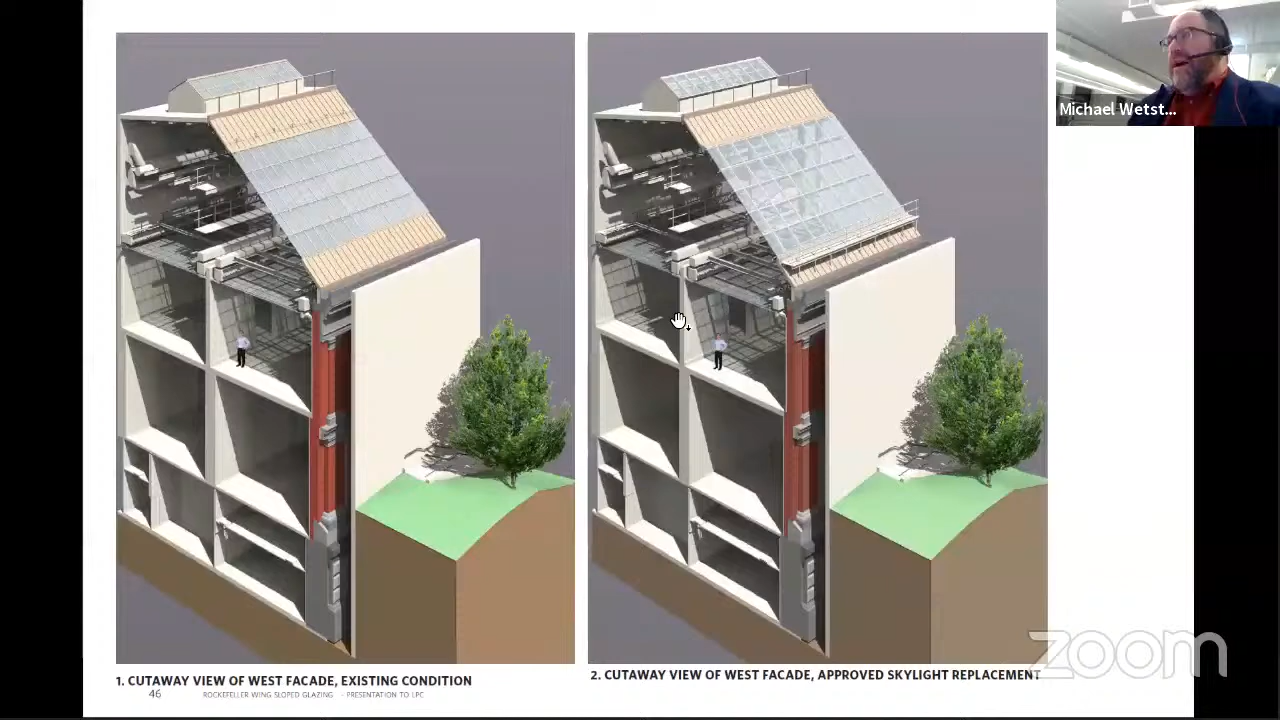 Michael Wetst...
1. CUTAWAY VIEW OF WEST FACADE, EXISTING CONDITION
2. CUTAWAY VIEW OF WEST FACADE, APPROVED SKYLIGHT REPLACEMENT
46 ROCKEFELLER WING SLOPED GLAZING - PRESENTATION TO LPC
zoom